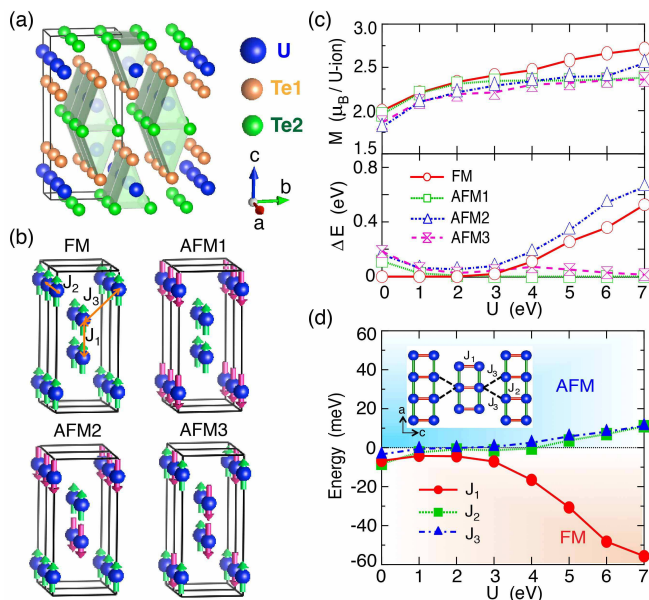 (a)
U
Te1
Te2
c
b
a
(b)
FM
AFM1
J2
J3
J1
AFM2
AFM3
(c)
3.0
2.5
2.0
1.5
M (μB / U-ion)
0.8
0.4
0
ΔE (eV)
FM
AFM1
AFM2
AFM3
0 1 2 3 4 5 6 7
U (eV)
(d)
60
40
20
0
-20
-40
-60
Energy (meV)
J1
J3
J2
J3
a
c
AFM
J1
J2
J3
FM
0 1 2 3 4 5 6 7
U (eV)